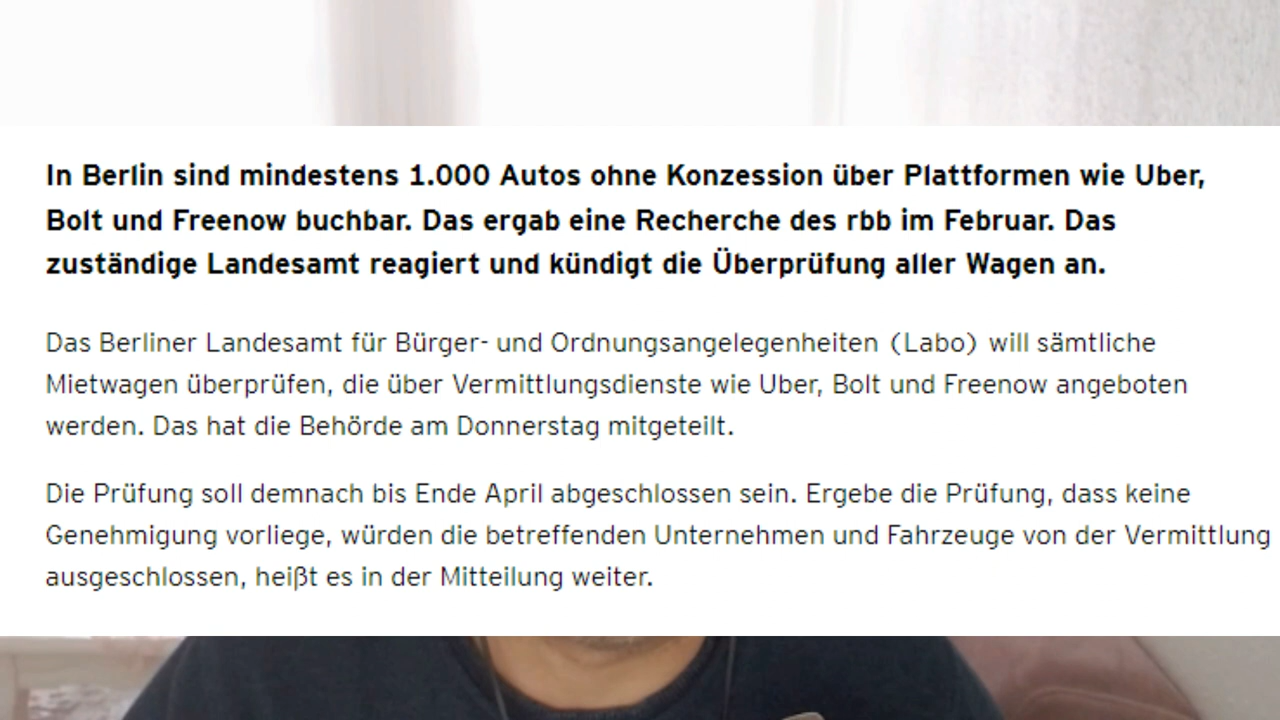 In Berlin sind mindestens 1.000 Autos ohne Konzession über Plattformen wie Uber,
Bolt und Freenow buchbar. Das ergab eine Recherche des rbb im Februar. Das
zuständige Landesamt reagiert und kündigt die Überprüfung aller Wagen an.
Das Berliner Landesamt für Bürger- und Ordnungsangelegenheiten (Labo) will sämtliche
Mietwagen überprüfen, die über Vermittlungsdienste wie Uber, Bolt und Freenow angeboten
werden. Das hat die Behörde am Donnerstag mitgeteilt.
Die Prüfung soll demnach bis Ende April abgeschlossen sein. Ergebe die Prüfung, dass keine
Genehmigung vorliege, würden die betreffenden Unternehmen und Fahrzeuge von der Vermittlung
ausgeschlossen, heißt es in der Mitteilung weiter.